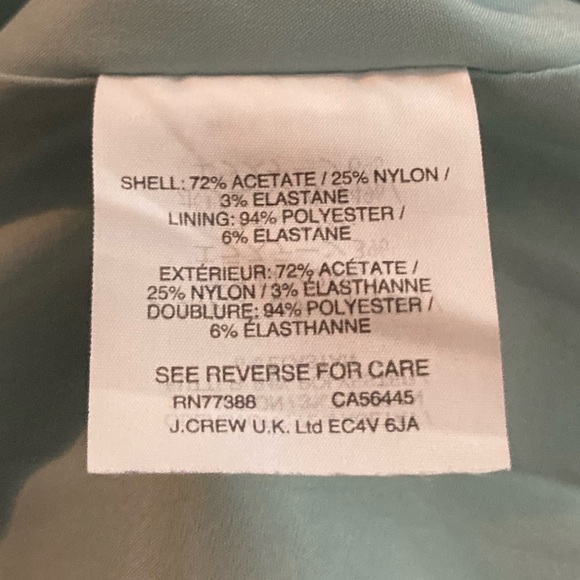 SHELL: 72% ACETATE / 25% NYLON /
3% ELASTANE
LINING: 94% POLYESTER /
6% ELASTANE
EXTÉRIEUR: 72% ACÉTATE /
25% NYLON / 3% ÉLASTHANNE
DOUBLURE: 94% POLYESTER /
6% ÉLASTHANNE
SEE REVERSE FOR CARE
RN77388 CA56445
J.CREW U.K. Ltd EC4V 6JA